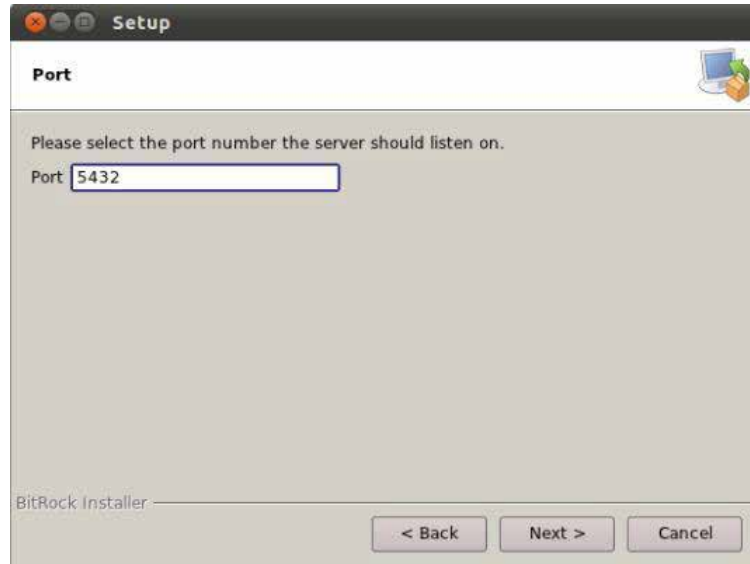 Setup
Port
Please select the port number the server should listen on.
Port 5432
BitRock Installer
< Back Next > Cancel